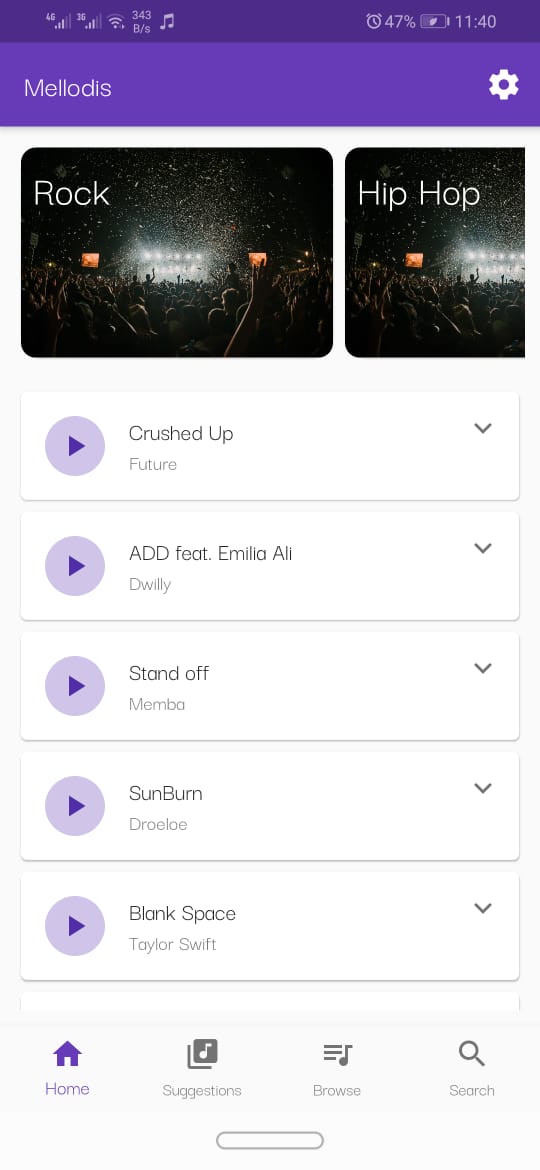 4G 3G 343 B/s 47% 11:40
Mellodis
Rock
Hip Hop
Crushed Up
Future
ADD feat. Emilia Ali
Dwilly
Stand off
Memba
SunBurn
Droeloe
Blank Space
Taylor Swift
Home
Suggestions
Browse
Search